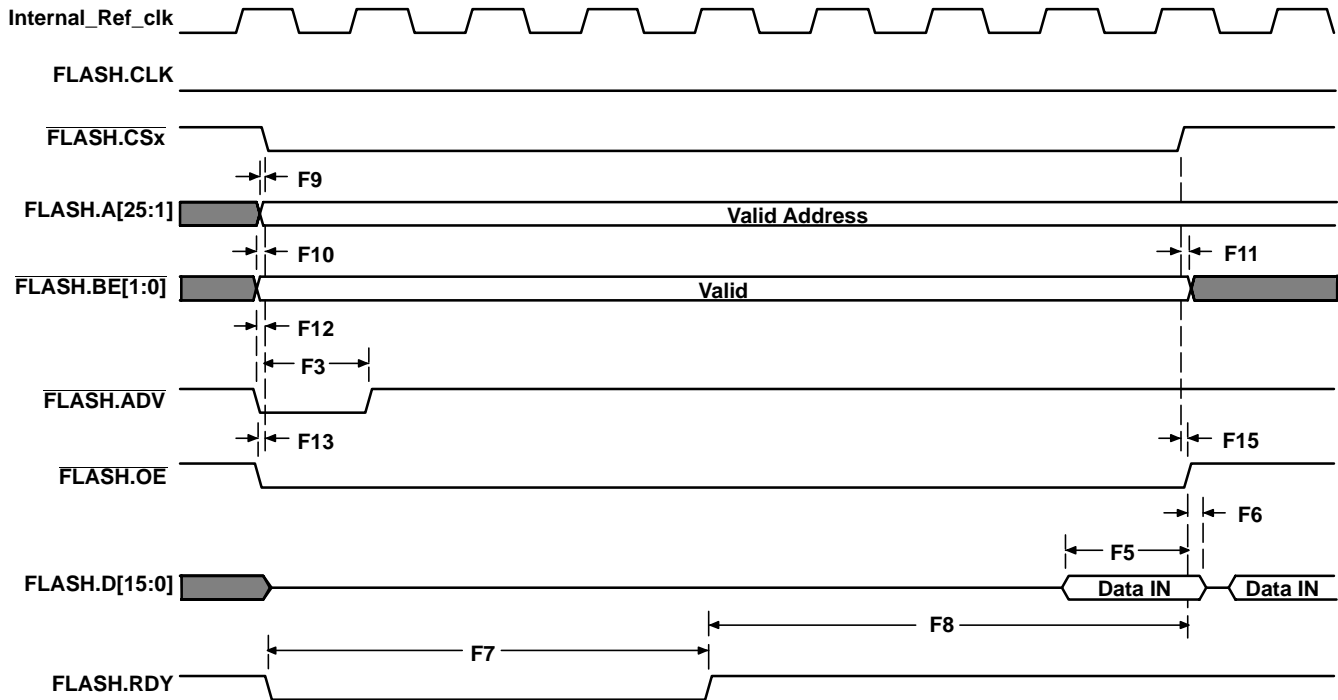 Internal_Ref_clk
FLASH.CLK
FLASH.CSx
F9
FLASH.A[25:1]
Valid Address
F10
F11
FLASH.BE[1:0]
Valid
F12
F3
FLASH.ADV
F13
F15
FLASH.OE
F6
F5
FLASH.D[15:0]
Data IN
Data IN
F8
F7
FLASH.RDY